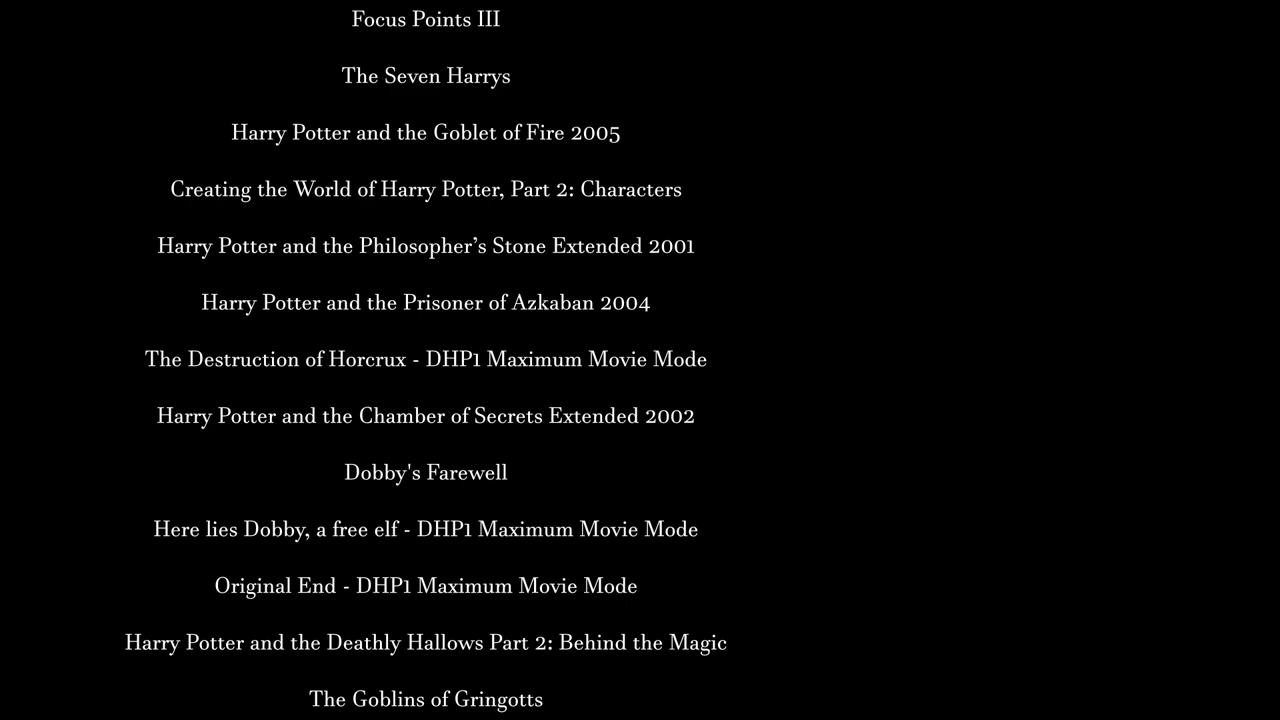 Focus Points III
The Seven Harrys
Harry Potter and the Goblet of Fire 2005
Creating the World of Harry Potter, Part 2: Characters
Harry Potter and the Philosopher’s Stone Extended 2001
Harry Potter and the Prisoner of Azkaban 2004
The Destruction of Horcrux - DHP1 Maximum Movie Mode
Harry Potter and the Chamber of Secrets Extended 2002
Dobby's Farewell
Here lies Dobby, a free elf - DHP1 Maximum Movie Mode
Original End - DHP1 Maximum Movie Mode
Harry Potter and the Deathly Hallows Part 2: Behind the Magic
The Goblins of Gringotts